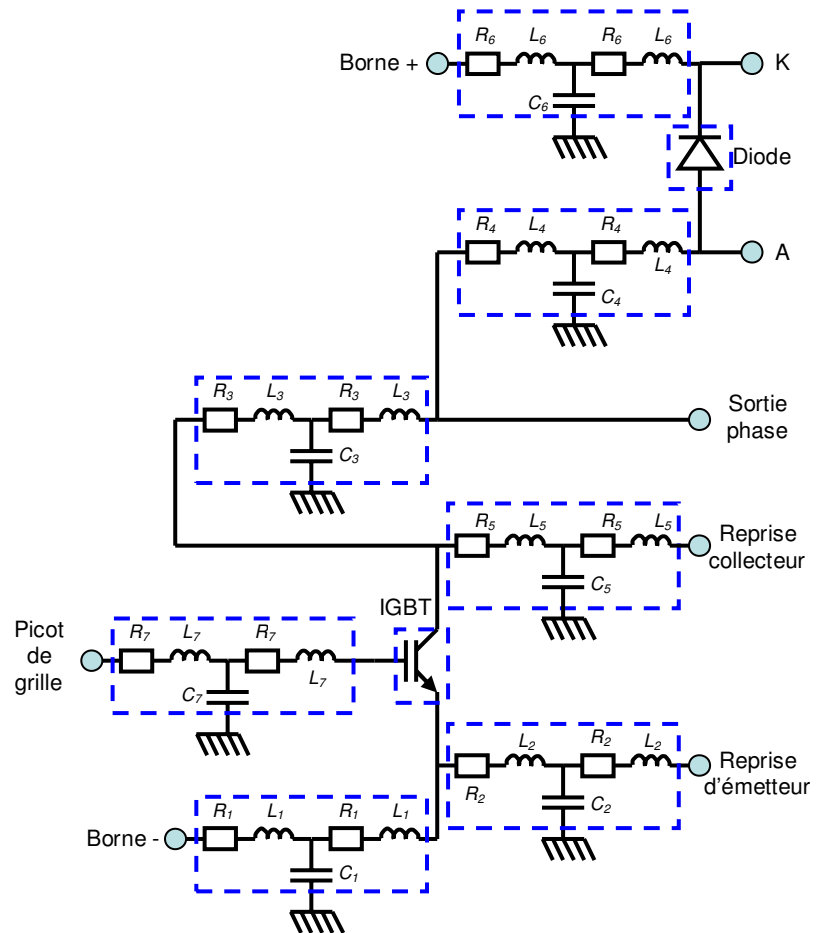 R6 L6 R6 L6
Borne +
K
C6
Diode
R4 L4 R4
L4
A
C4
R3 L3 R3 L3
Sortie
phase
C3
R5 L5 R5 L5
Reprise
collecteur
C5
IGBT
Picot
de
grille
R7 L7 R7
L7
C7
L2 R2 L2
R2
Reprise
d'émetteur
C2
R1 L1 R1 L1
Borne -
C1